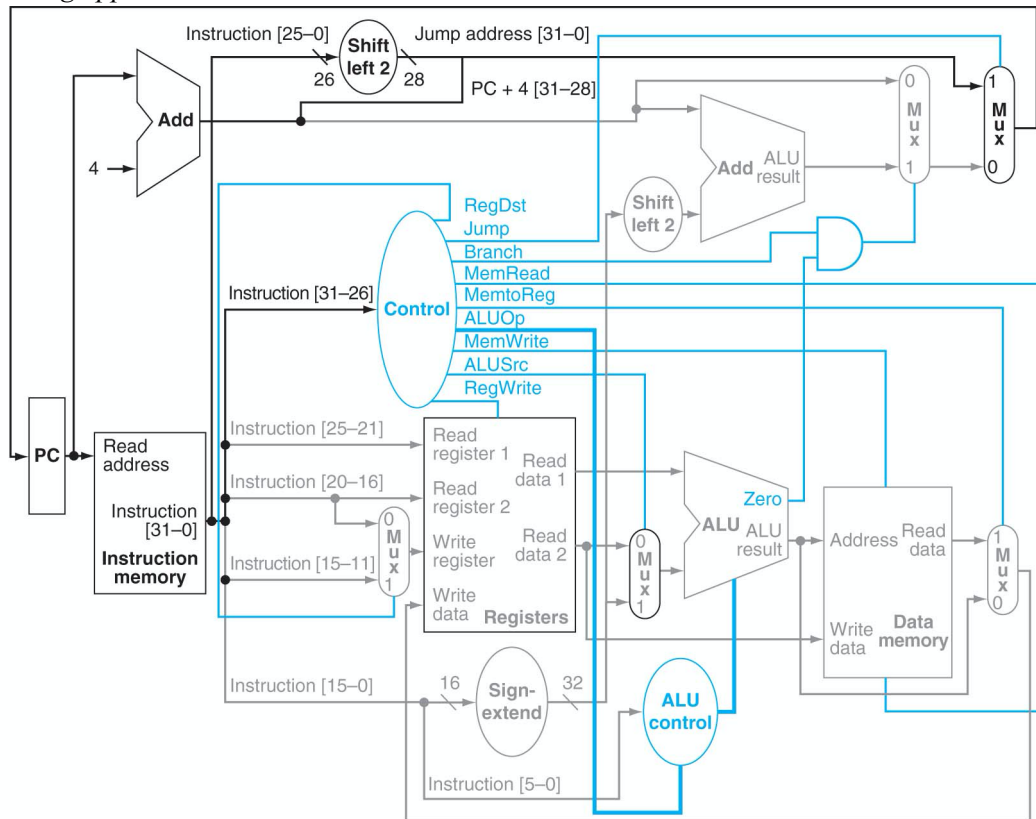 Instruction [25–0]
Shift
left 2
Jump address [31–0]
26
28
PC + 4 [31–28]
Add
4
0
M
u
x
1
1
M
u
x
0
Add
ALU
result
Shift
left 2
RegDst
Jump
Branch
MemRead
MemtoReg
ALUOp
MemWrite
ALUSrc
RegWrite
Instruction [31–26]
Control
PC
Read
address
Instruction
[31–0]
Instruction
memory
Instruction [25–21]
Instruction [20–16]
Instruction [15–11]
0
M
u
x
1
Read
register 1
Read
register 2
Write
register
Write
data
Read
data 1
Read
data 2
Registers
0
M
u
x
1
Zero
ALU
ALU
result
Address
Read
data
Write
data
Data
memory
1
M
u
x
0
Instruction [15–0]
16
Sign-
extend
32
ALU
control
Instruction [5–0]